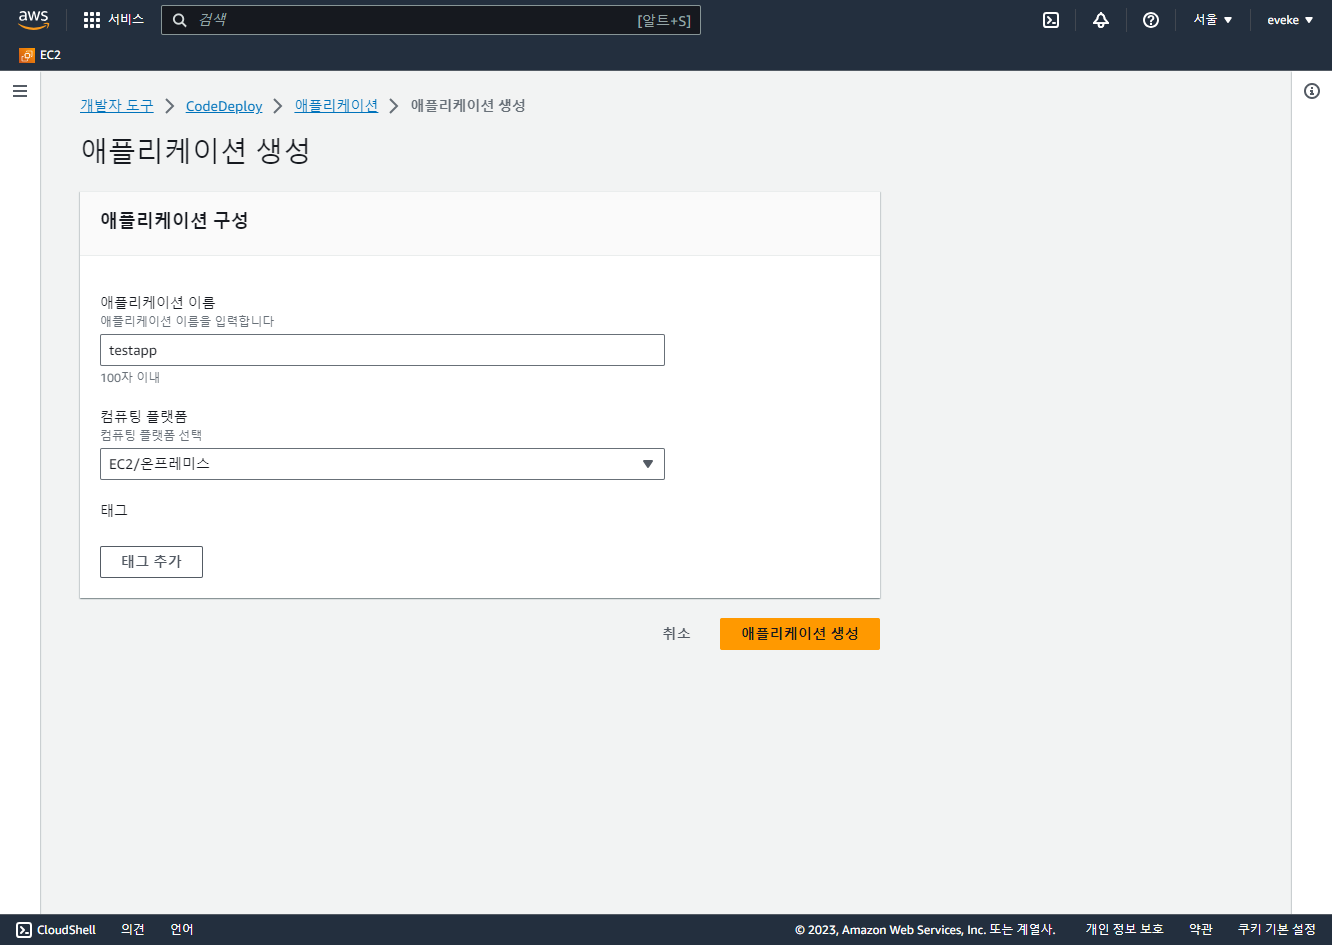 aws
서비스
검색
[알트+S]
서울
eveke
EC2
개발자 도구 > CodeDeploy > 애플리케이션 > 애플리케이션 생성
애플리케이션 생성
애플리케이션 구성
애플리케이션 이름
애플리케이션 이름을 입력합니다
testapp
100자 이내
컴퓨팅 플랫폼
컴퓨팅 플랫폼 선택
EC2/온프레미스
태그
태그 추가
취소
애플리케이션 생성
CloudShell
의견
언어
© 2023, Amazon Web Services, Inc. 또는 계열사.
개인 정보 보호
약관
쿠키 기본 설정